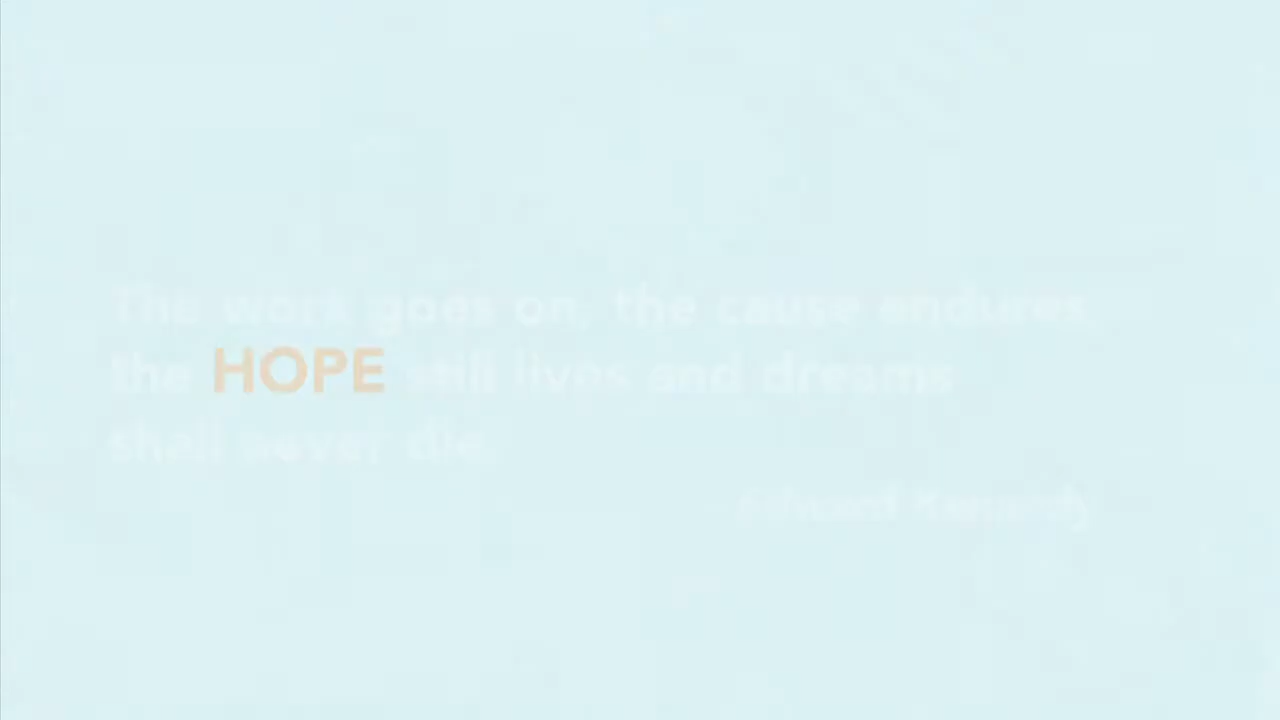 The work goes on, the cause endures,
the HOPE still lives and dreams
shall never die.
Edward Kennedy